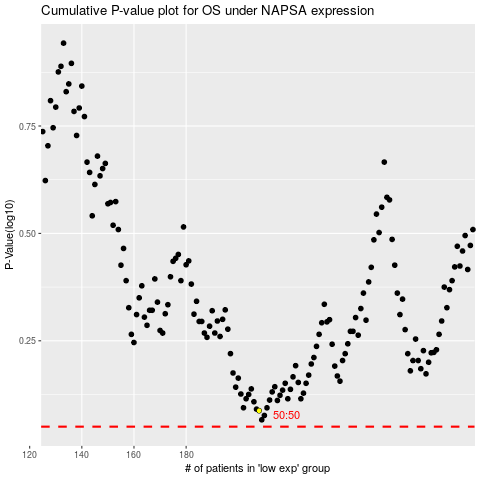 Cumulative P-value plot for OS under NAPSA expression
P-Value(log10)
0.75
0.50
0.25
50:50
120
140
160
180
# of patients in 'low exp' group